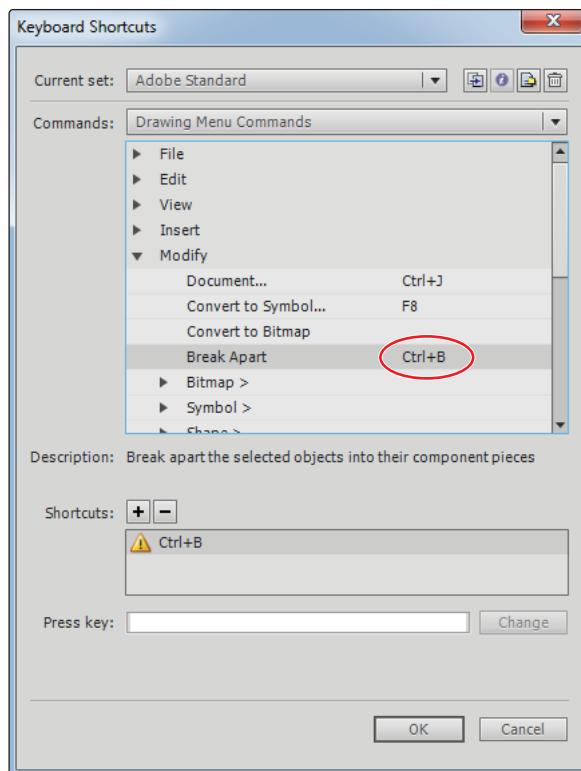 Keyboard Shortcuts
Current set: Adobe Standard
Commands: Drawing Menu Commands
File
Edit
View
Insert
Modify
Document... Ctrl+J
Convert to Symbol... F8
Convert to Bitmap
Break Apart Ctrl+B
Bitmap >
Symbol >
Shape >
Description: Break apart the selected objects into their component pieces
Shortcuts: + −
Ctrl+B
Press key: Change
OK Cancel